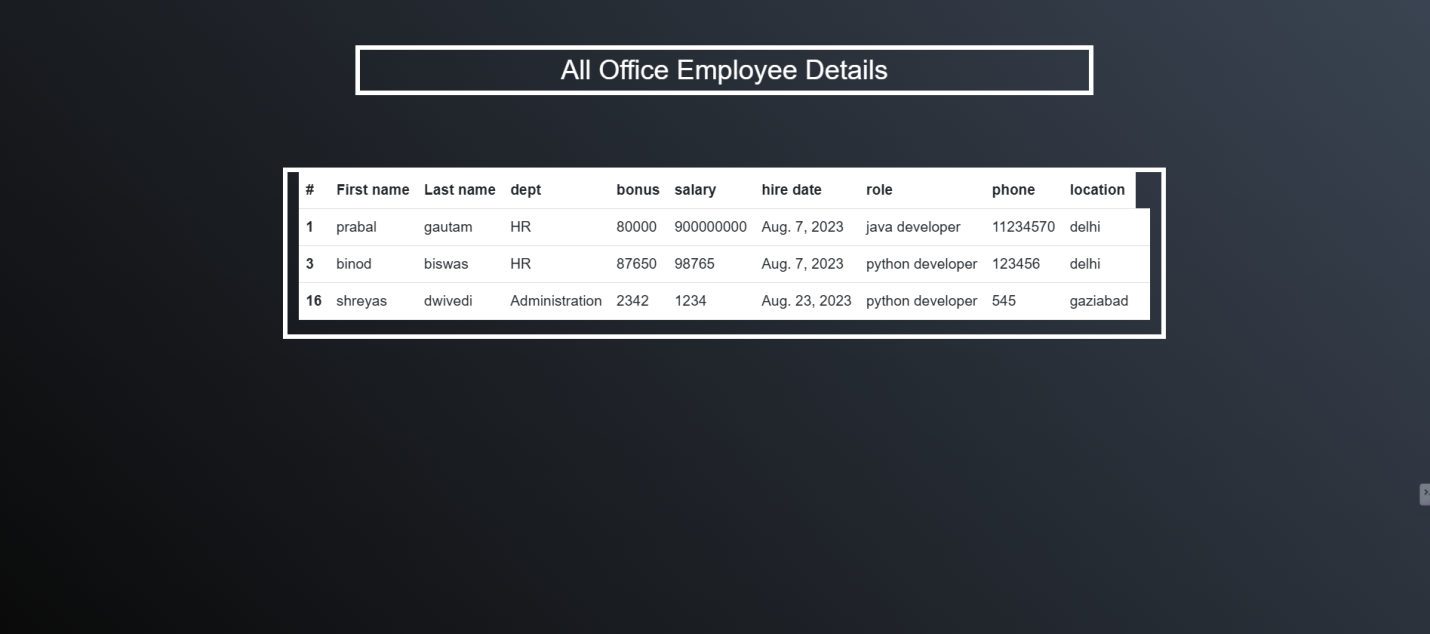 All Office Employee Details
# First name Last name dept bonus salary hire date role phone location
1 prabal gautam HR 80000 900000000 Aug. 7, 2023 java developer 11234570 delhi
3 binod biswas HR 87650 98765 Aug. 7, 2023 python developer 123456 delhi
16 shreyas dwivedi Administration 2342 1234 Aug. 23, 2023 python developer 545 gaziabad